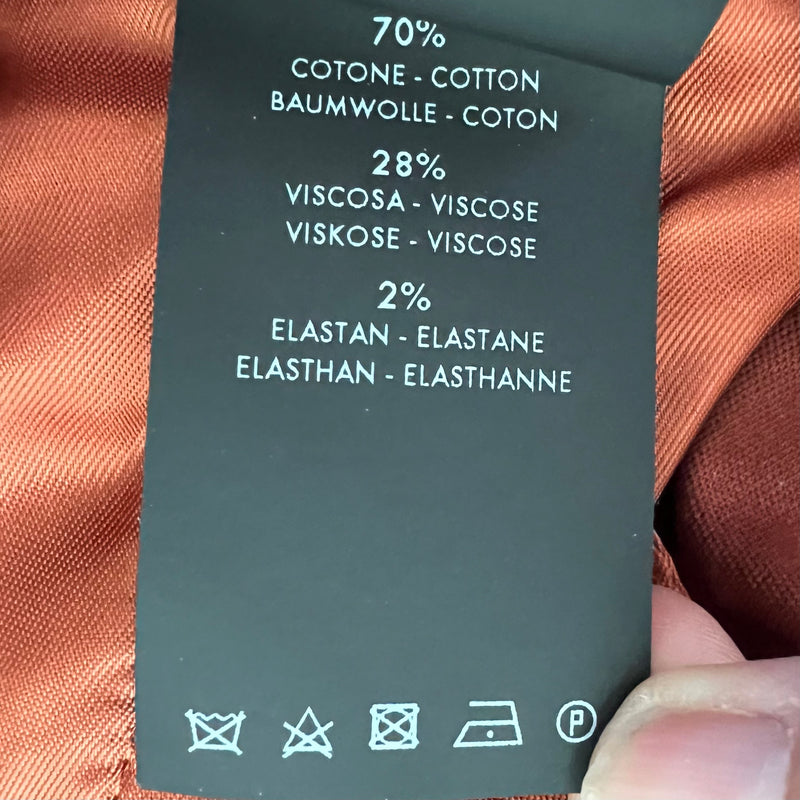 70%
COTONE - COTTON
BAUMWOLLE - COTON
28%
VISCOSA - VISCOSE
VISKOSE - VISCOSE
2%
ELASTAN - ELASTANE
ELASTHAN - ELASTHANNE
P